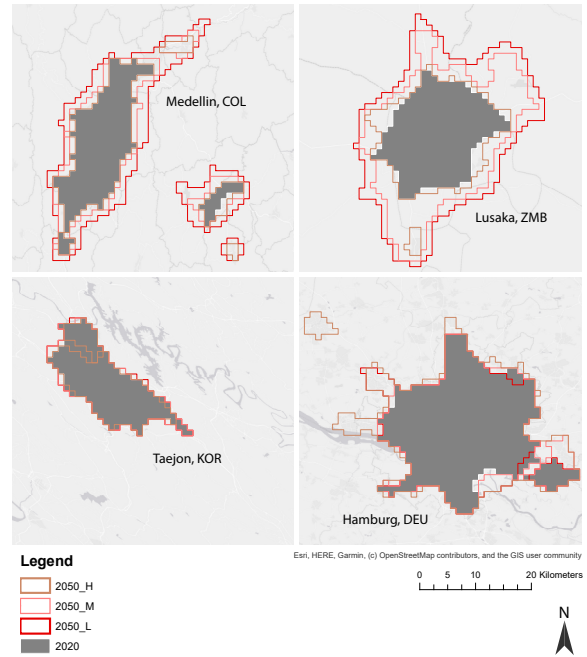 Medellin, COL
Lusaka, ZMB
Taejon, KOR
Hamburg, DEU
Esri, HERE, Garmin, (c) OpenStreetMap contributors, and the GIS user community
Legend
2050_H
2050_M
2050_L
2020
0 5 10 20 Kilometers
N